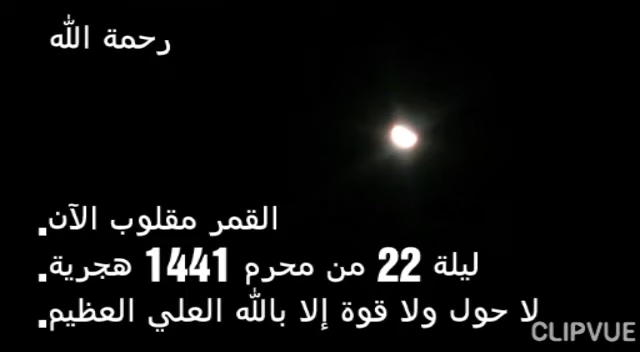 رحمة الله
القمر مقلوب الآن.
ليلة 22 من محرم 1441 هجرية.
لا حول ولا قوة إلا بالله العلي العظيم.
CLIPVUE